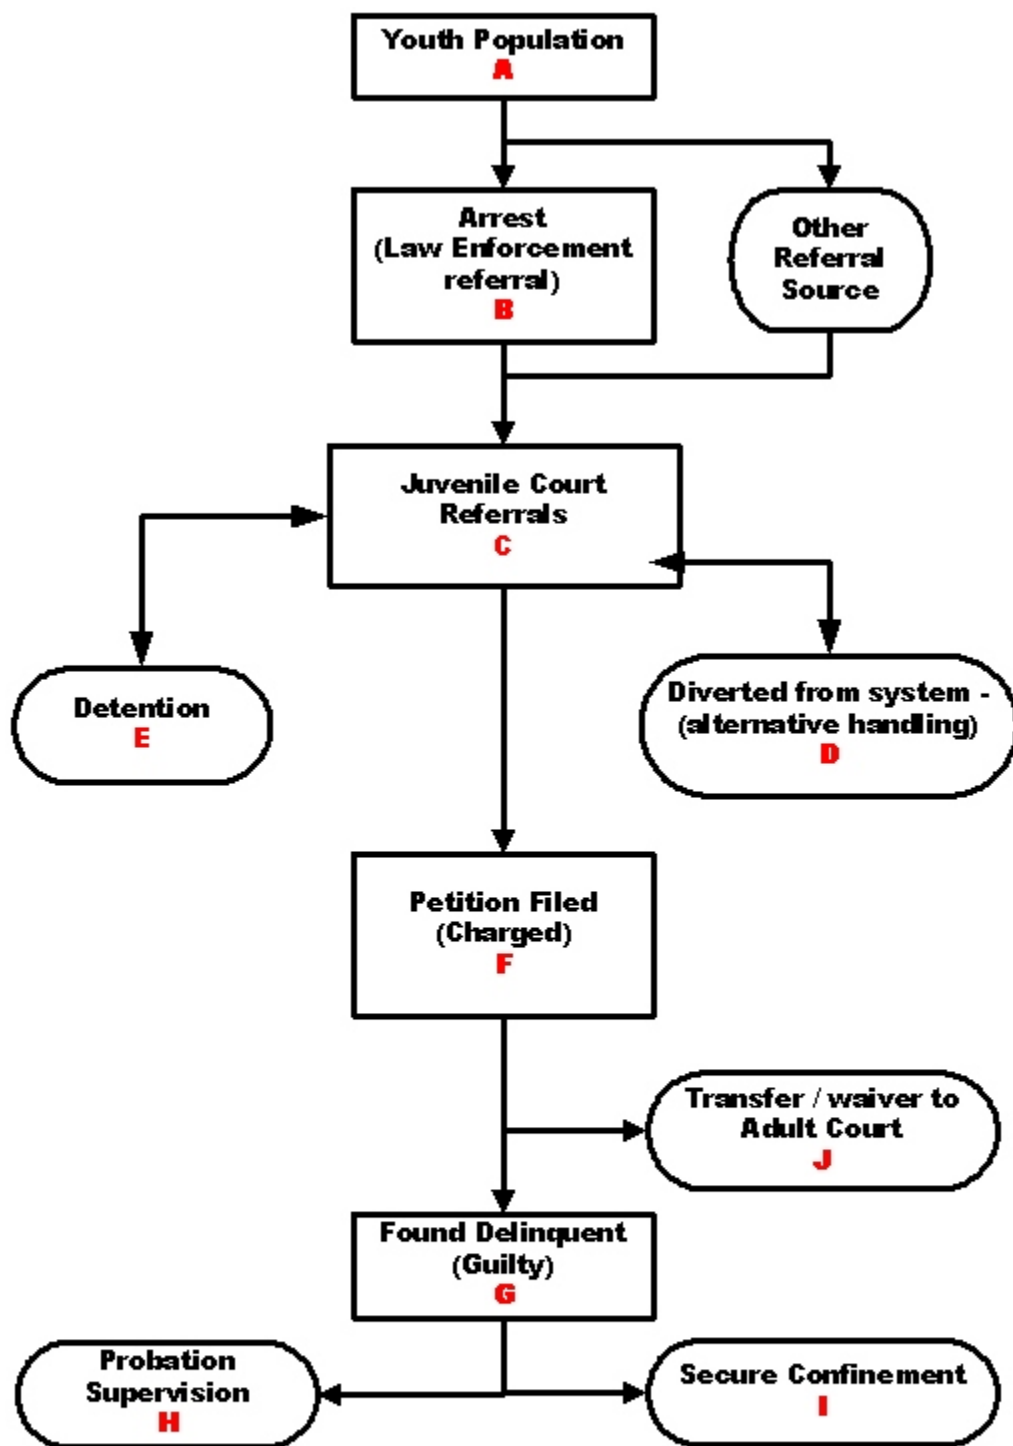 Youth Population
A
Arrest
(Law Enforcement
referral)
B
Other
Referral
Source
Juvenile Court
Referrals
C
Detention
E
Diverted from system -
(alternative handling)
D
Petition Filed
(Charged)
F
Transfer / waiver to
Adult Court
J
Found Delinquent
(Guilty)
G
Probation
Supervision
H
Secure Confinement
I